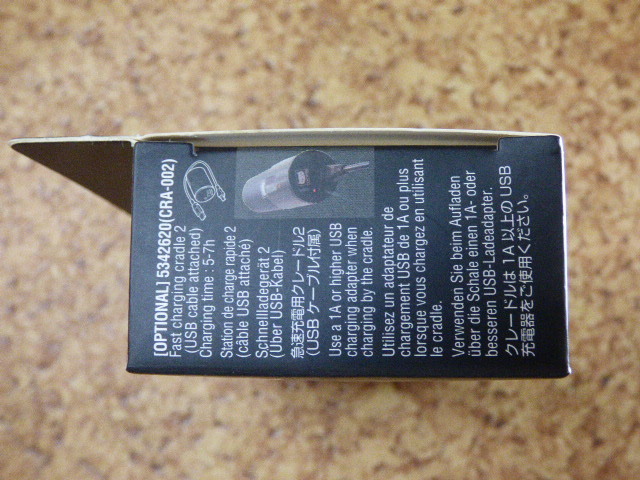 [OPTIONAL] 5342620(CRA-002)
Fast charging cradle 2
(USB cable attached)
Charging time : 5-7h
Station de charge rapide 2
(câble USB attaché)
Schnellladegerät 2
(Über USB-Kabel)
急速充電用クレードル2
(USB ケーブル付属)
Use a 1A or higher USB
charging adapter when
charging by the cradle.
Utilisez un adaptateur de
chargement USB de 1A ou plus
lorsque vous chargez en utilisant
le cradle.
Verwenden Sie beim Aufladen
über die Schale einen 1A- oder
besseren USB-Ladeadapter.
クレードルは 1A 以上の USB
充電器をご使用ください。